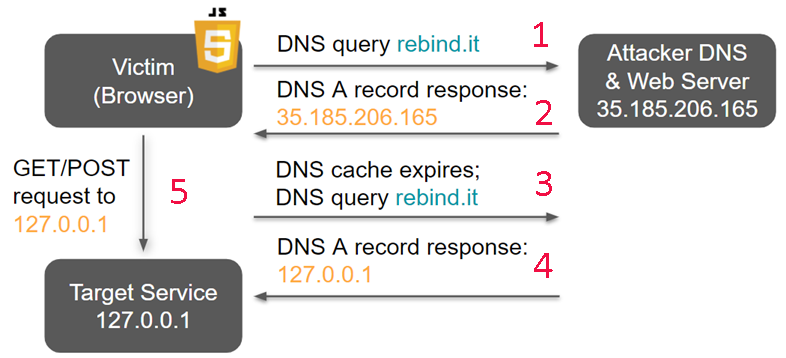 JS
5
Victim
(Browser)
DNS query rebind.it
1
Attacker DNS
& Web Server
35.185.206.165
DNS A record response:
35.185.206.165
2
GET/POST
request to
127.0.0.1
5
DNS cache expires;
DNS query rebind.it
3
DNS A record response:
127.0.0.1
4
Target Service
127.0.0.1